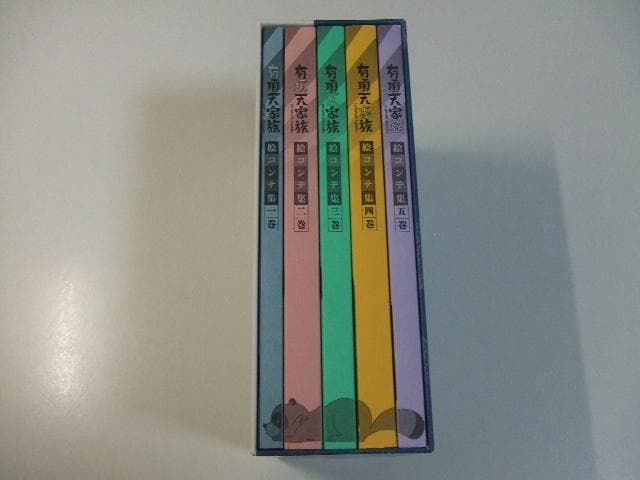 有頂天家族 絵コンテ集 一巻
有頂天家族 絵コンテ集 二巻
有頂天家族 絵コンテ集 三巻
有頂天家族 絵コンテ集 四巻
有頂天家族 絵コンテ集 五巻